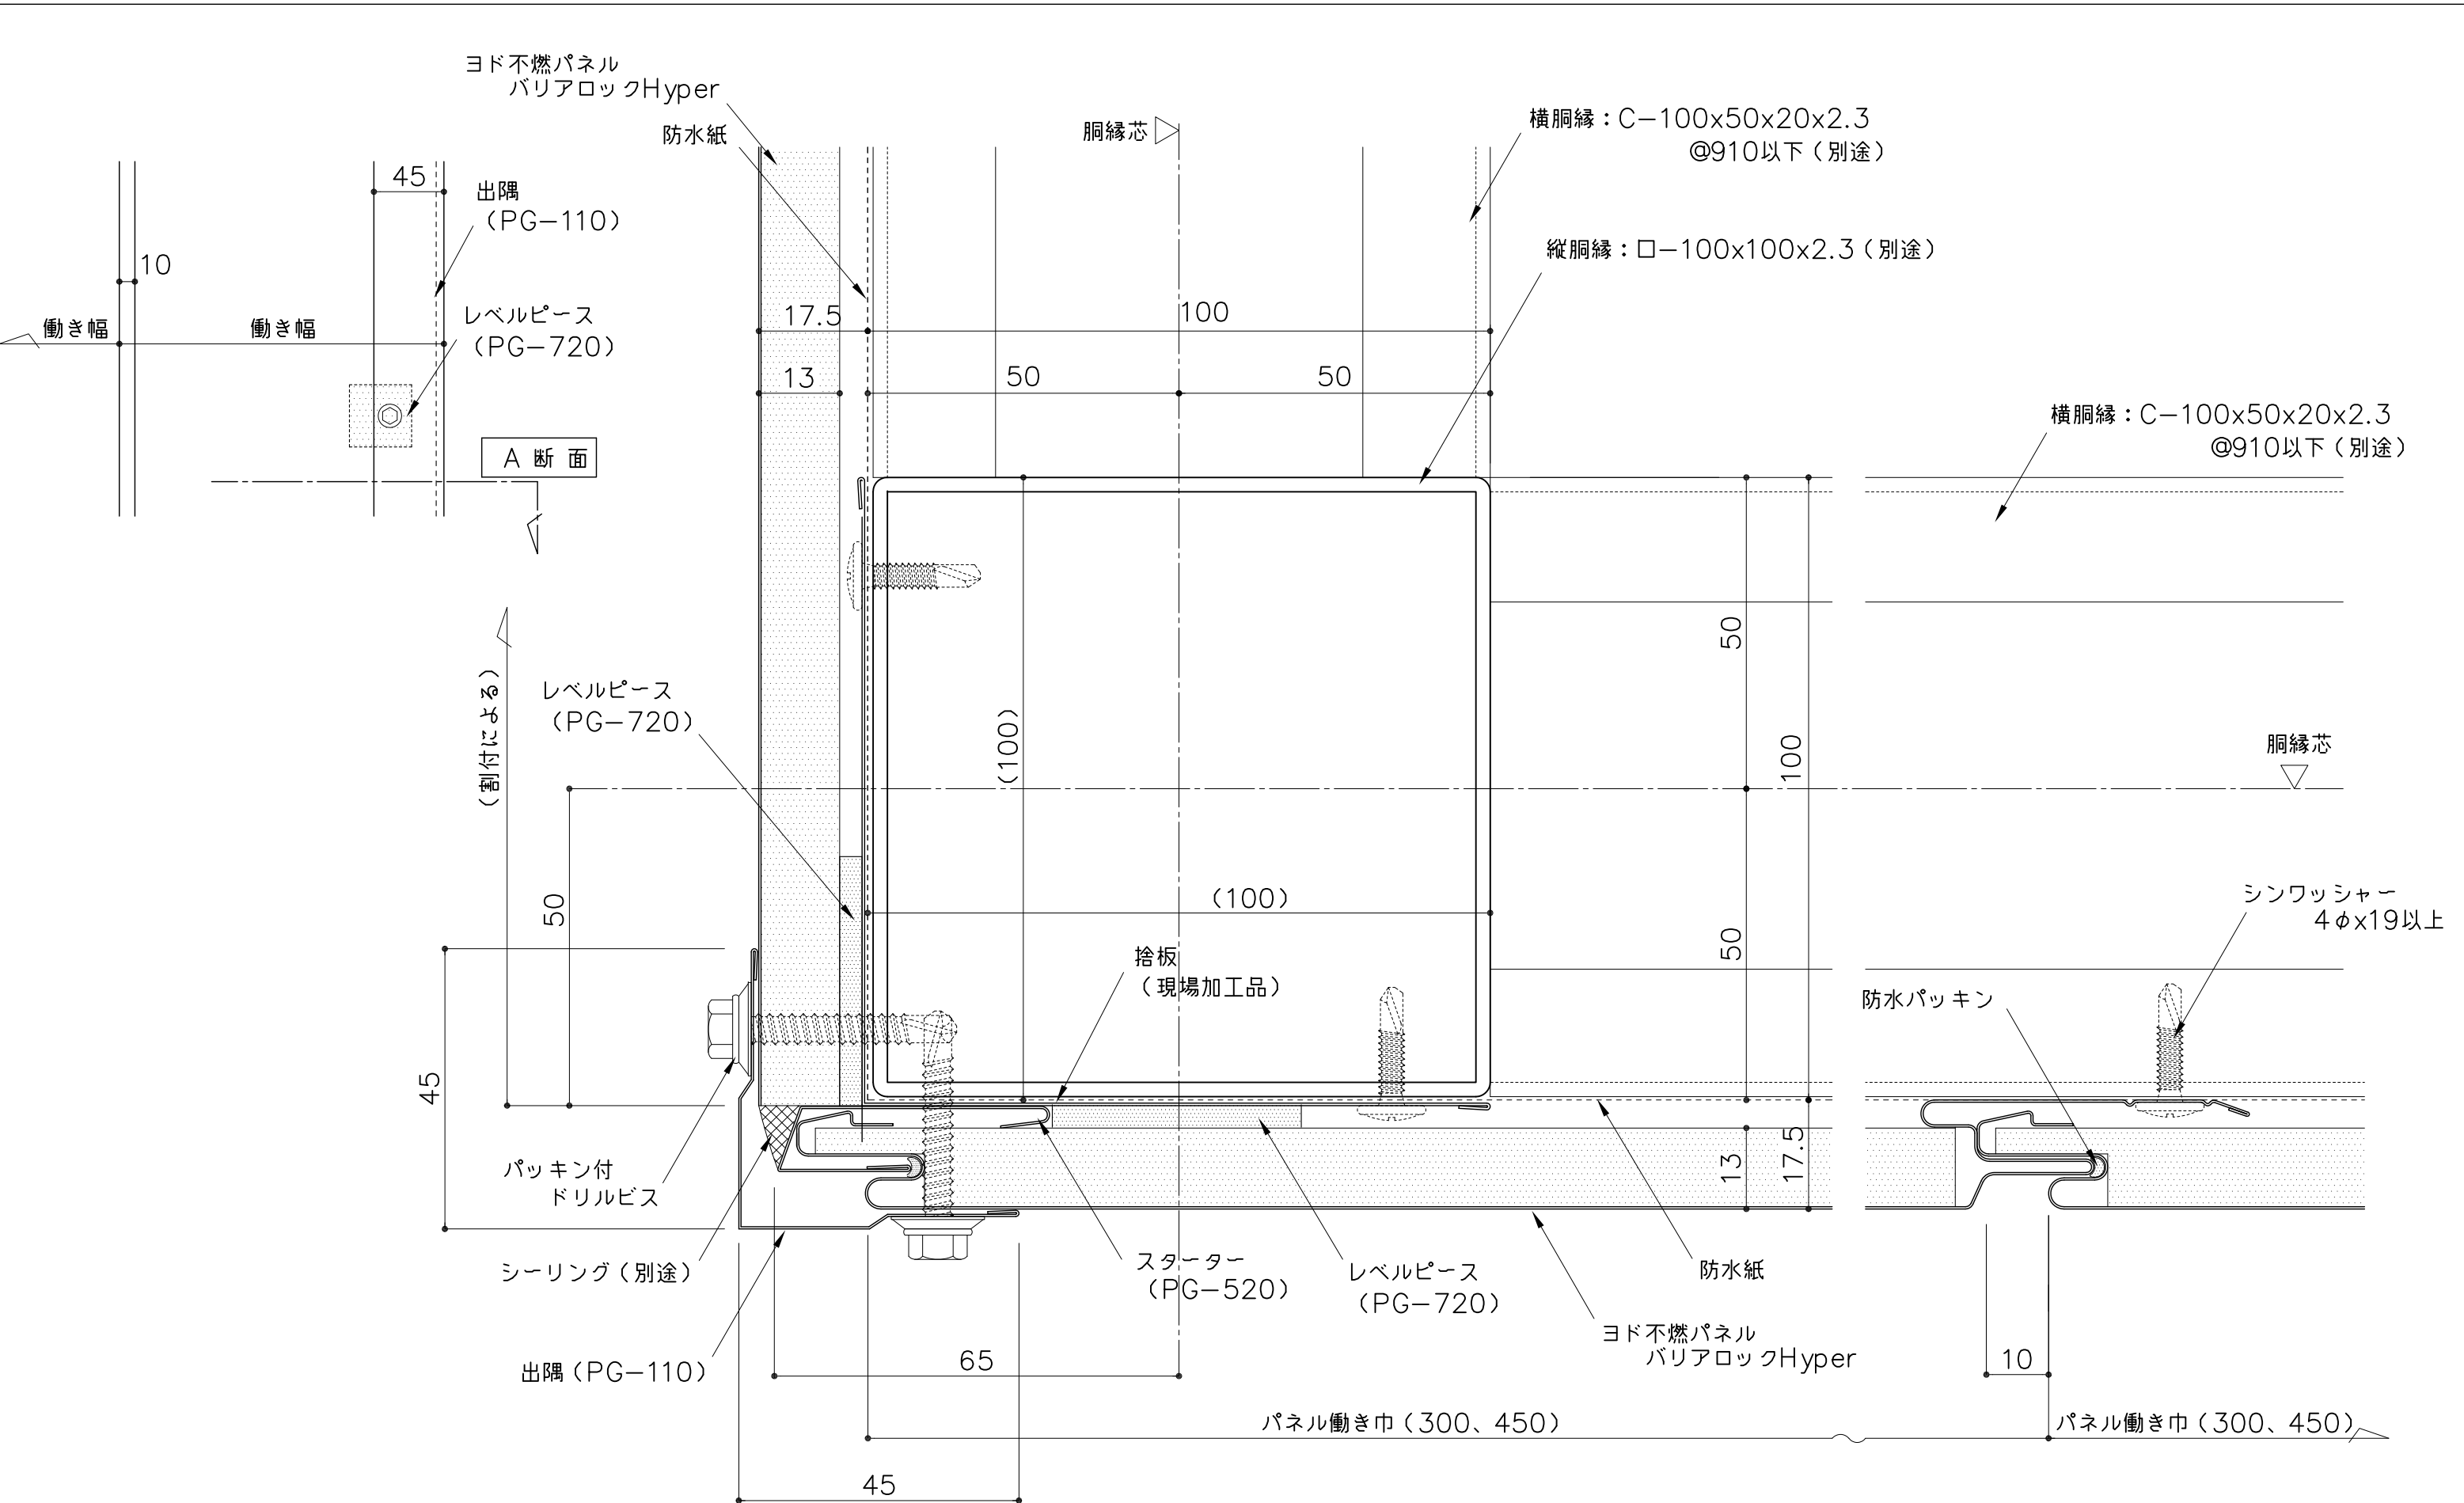 ヨド不燃パネル
バリアロックHyper
防水紙
胴縁芯
横胴縁：C－100x50x20x2.3
@910以下（別途）
縦胴縁：ロ－100x100x2.3（別途）
45
出隅
（PG－110）
10
働き幅
働き幅
レベルピース
（PG－720）
A 断 面
17.5
100
13
50
50
横胴縁：C－100x50x20x2.3
@910以下（別途）
50
100
50
胴縁芯
（割付による）
レベルピース
（PG－720）
(100)
(100)
50
45
捨板
（現場加工品）
シンワッシャー
4φx19以上
防水パッキン
13
17.5
パッキン付
ドリルビス
シーリング（別途）
出隅（PG－110）
スターター
（PG－520）
レベルピース
（PG－720）
防水紙
ヨド不燃パネル
バリアロックHyper
65
10
パネル働き巾（300、450）
パネル働き巾（300、450）
45